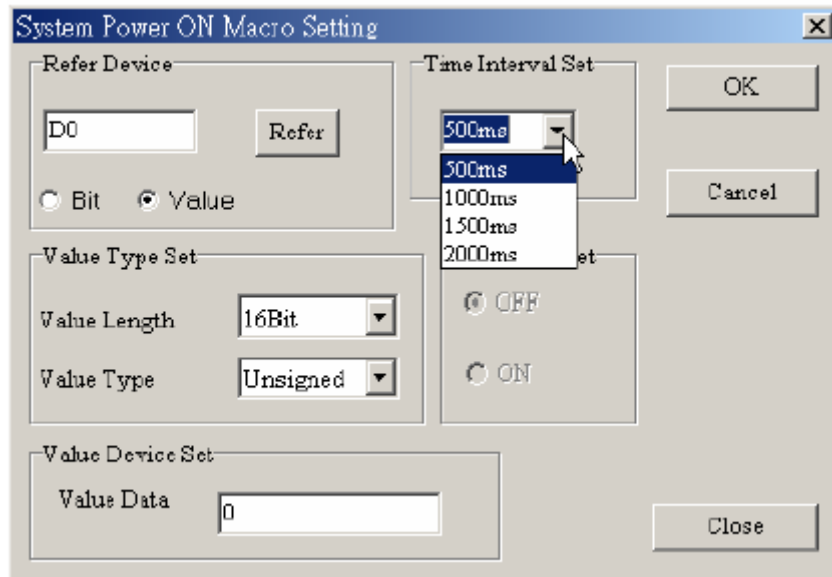 System Power ON Macro Setting
Refer Device
D0
Refer
Bit
Value
Time Interval Set
500ms
500ms
1000ms
1500ms
2000ms
OK
Cancel
Value Type Set
Value Length
16Bit
Value Type
Unsigned
et
OFF
ON
Value Device Set
Value Data
0
Close